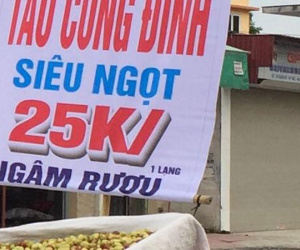 TÁO CUNG ĐÌNH
SIÊU NGỌT
25K/
1 LẠNG
NGÂM RƯỢU